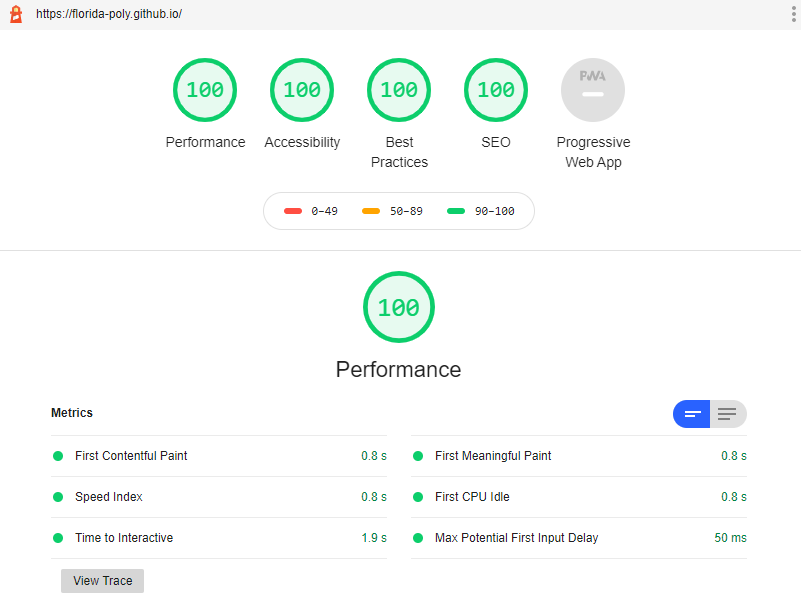 https://florida-poly.github.io/
100 100 100 100 PWA
Performance Accessibility Best Practices SEO Progressive Web App
0–49 50–89 90–100
100
Performance
Metrics
First Contentful Paint 0.8 s
First Meaningful Paint 0.8 s
Speed Index 0.8 s
First CPU Idle 0.8 s
Time to Interactive 1.9 s
Max Potential First Input Delay 50 ms
View Trace